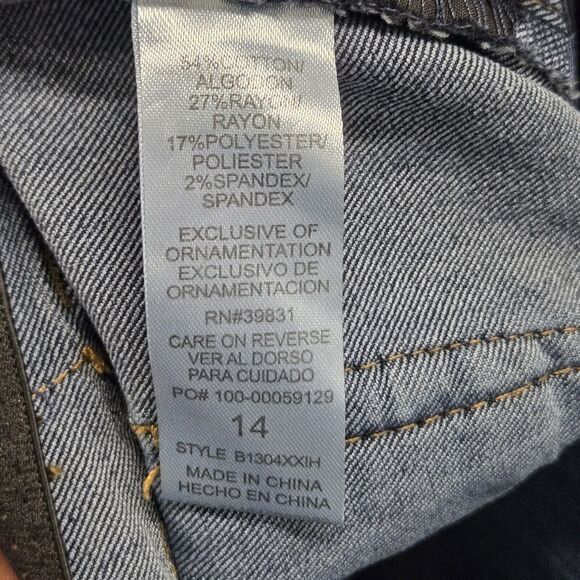 54%COTTON/
ALGODON
27%RAYON/
RAYON
17%POLYESTER/
POLIESTER
2%SPANDEX/
SPANDEX
EXCLUSIVE OF
ORNAMENTATION
EXCLUSIVO DE
ORNAMENTACION
RN#39831
CARE ON REVERSE
VER AL DORSO
PARA CUIDADO
PO# 100-00059129
14
STYLE B1304XXIH
MADE IN CHINA
HECHO EN CHINA